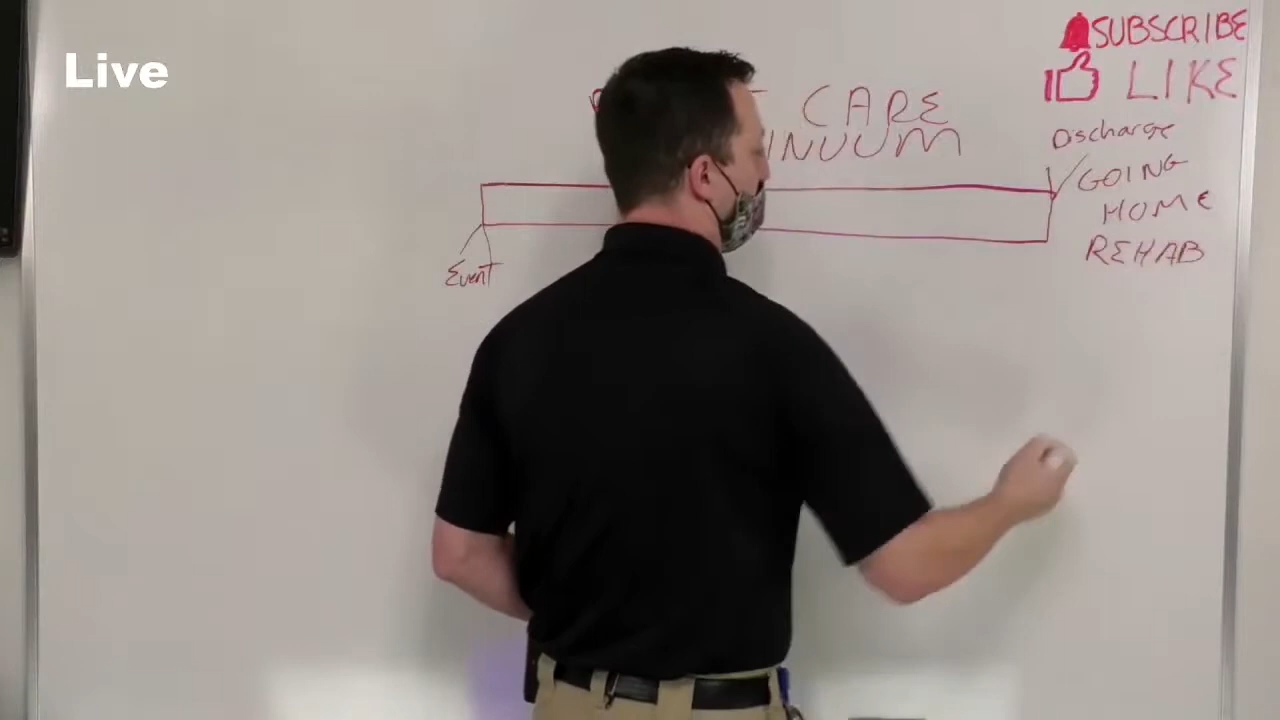 Live
SUBSCRIBE
LIKE
CARE
INUUM
Discharge
GOING
HOME
REHAB
Event